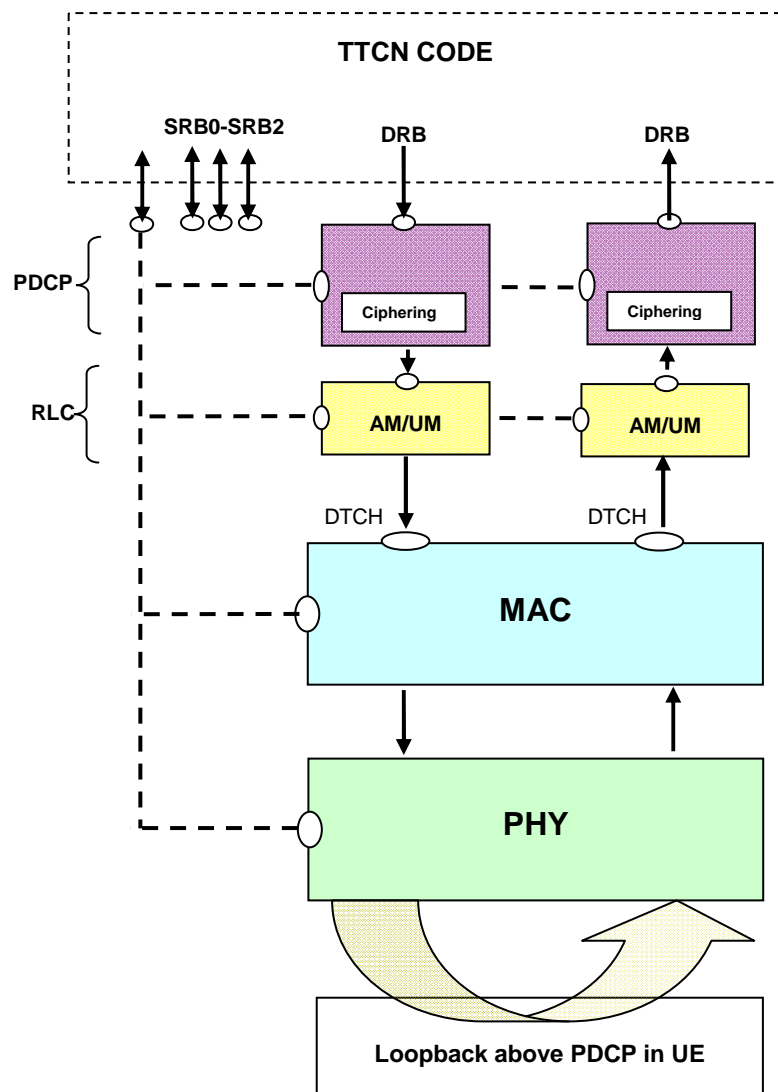 TTCN CODE
SRB0-SRB2
DRB
DRB
PDCP
Ciphering
Ciphering
RLC
AM/UM
AM/UM
DTCH
DTCH
MAC
PHY
Loopback above PDCP in UE